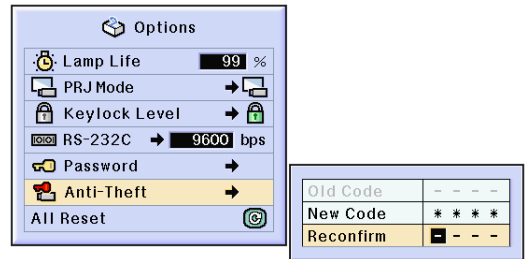 Options
Lamp Life 99 %
PRJ Mode
Keylock Level
RS-232C 9600 bps
Password
Anti-Theft
All Reset
Old Code - - - -
New Code * * * *
Reconfirm - - - -